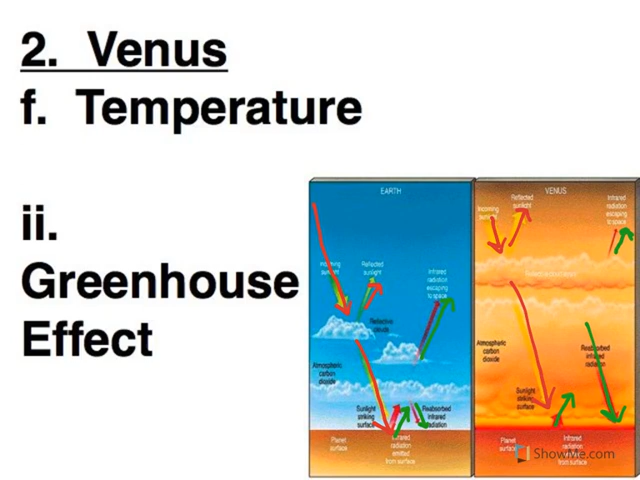 2. Venus
f. Temperature
ii.
Greenhouse
Effect
EARTH
Incoming
sunlight
Reflected
sunlight
Infrared
radiation
escaping
to space
Reflective
clouds
Atmospheric
carbon
dioxide
Sunlight
striking
surface
Reabsorbed
infrared
radiation
Planet
surface
Infrared
radiation
emitted
from surface
VENUS
Incoming
Reflected
sunlight
Infrared
radiation
escaping
to space
Atmospheric
carbon
dioxide
Reabsorbed
infrared
radiation
Sunlight
striking
surface
Planet
surface
Infrared
radiation
from surface
ShowMe.com